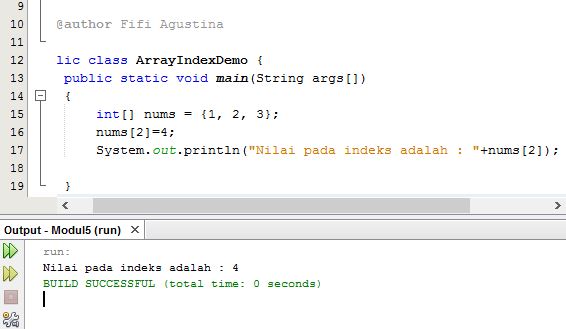 9
10 @author Fifi Agustina
11
12 lic class ArrayIndexDemo {
13 public static void main(String args[])
14 {
15 int[] nums = {1, 2, 3};
16 nums[2]=4;
17 System.out.println("Nilai pada indeks adalah : "+nums[2]);
18
19 }
Output - Modul5 (run) ×
run:
Nilai pada indeks adalah : 4
BUILD SUCCESSFUL (total time: 0 seconds)